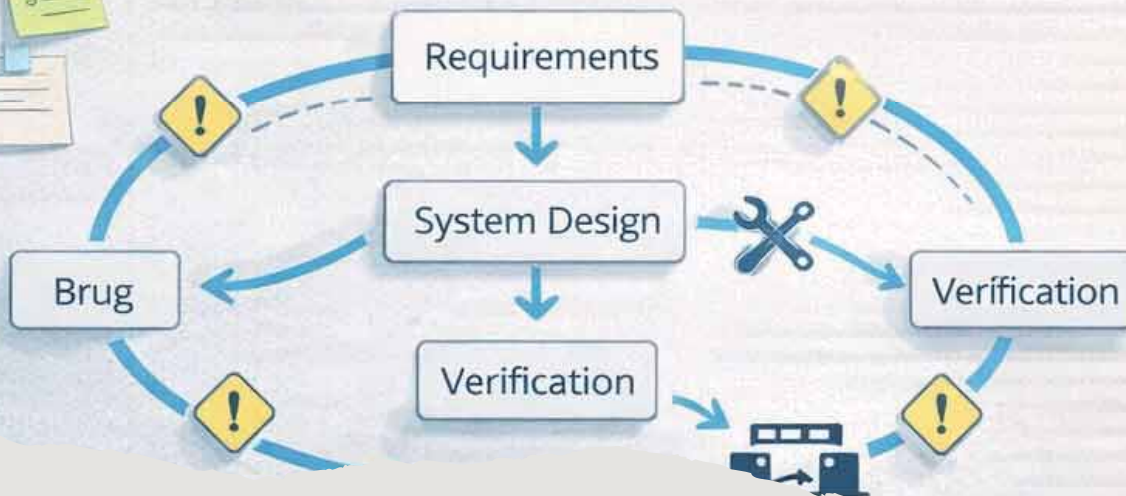 Requirements
System Design
Brug
Verification
Verification